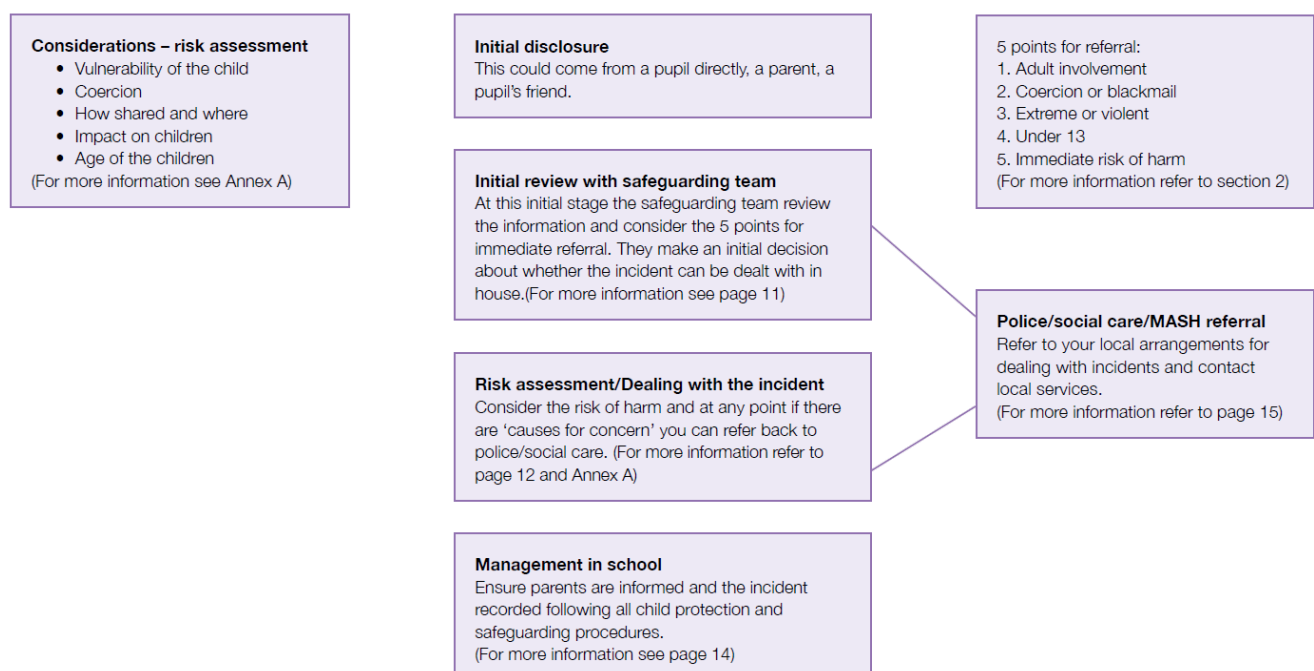 Considerations – risk assessment
• Vulnerability of the child
• Coercion
• How shared and where
• Impact on children
• Age of the children
(For more information see Annex A)
Initial disclosure
This could come from a pupil directly, a parent, a
pupil's friend.
Initial review with safeguarding team
At this initial stage the safeguarding team review
the information and consider the 5 points for
immediate referral. They make an initial decision
about whether the incident can be dealt with in
house.(For more information see page 11)
Risk assessment/Dealing with the incident
Consider the risk of harm and at any point if there
are 'causes for concern' you can refer back to
police/social care. (For more information refer to
page 12 and Annex A)
Management in school
Ensure parents are informed and the incident
recorded following all child protection and
safeguarding procedures.
(For more information see page 14)
5 points for referral:
1. Adult involvement
2. Coercion or blackmail
3. Extreme or violent
4. Under 13
5. Immediate risk of harm
(For more information refer to section 2)
Police/social care/MASH referral
Refer to your local arrangements for
dealing with incidents and contact
local services.
(For more information refer to page 15)